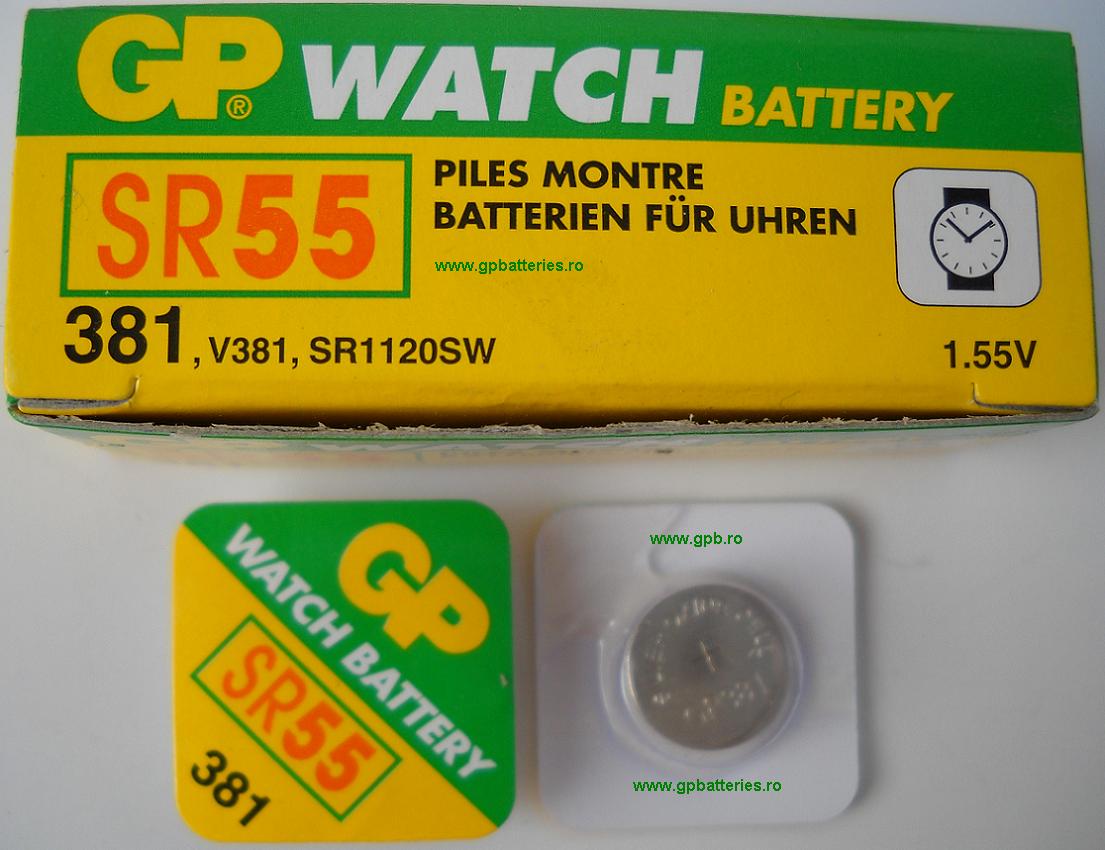 GP® WATCH BATTERY
SR55
PILES MONTRE
BATTERIEN FÜR UHREN
www.gpbatteries.ro
381, V381, SR1120SW
1.55V
GP
WATCH BATTERY
SR55
381
www.gpb.ro
+
www.gpbatteries.ro